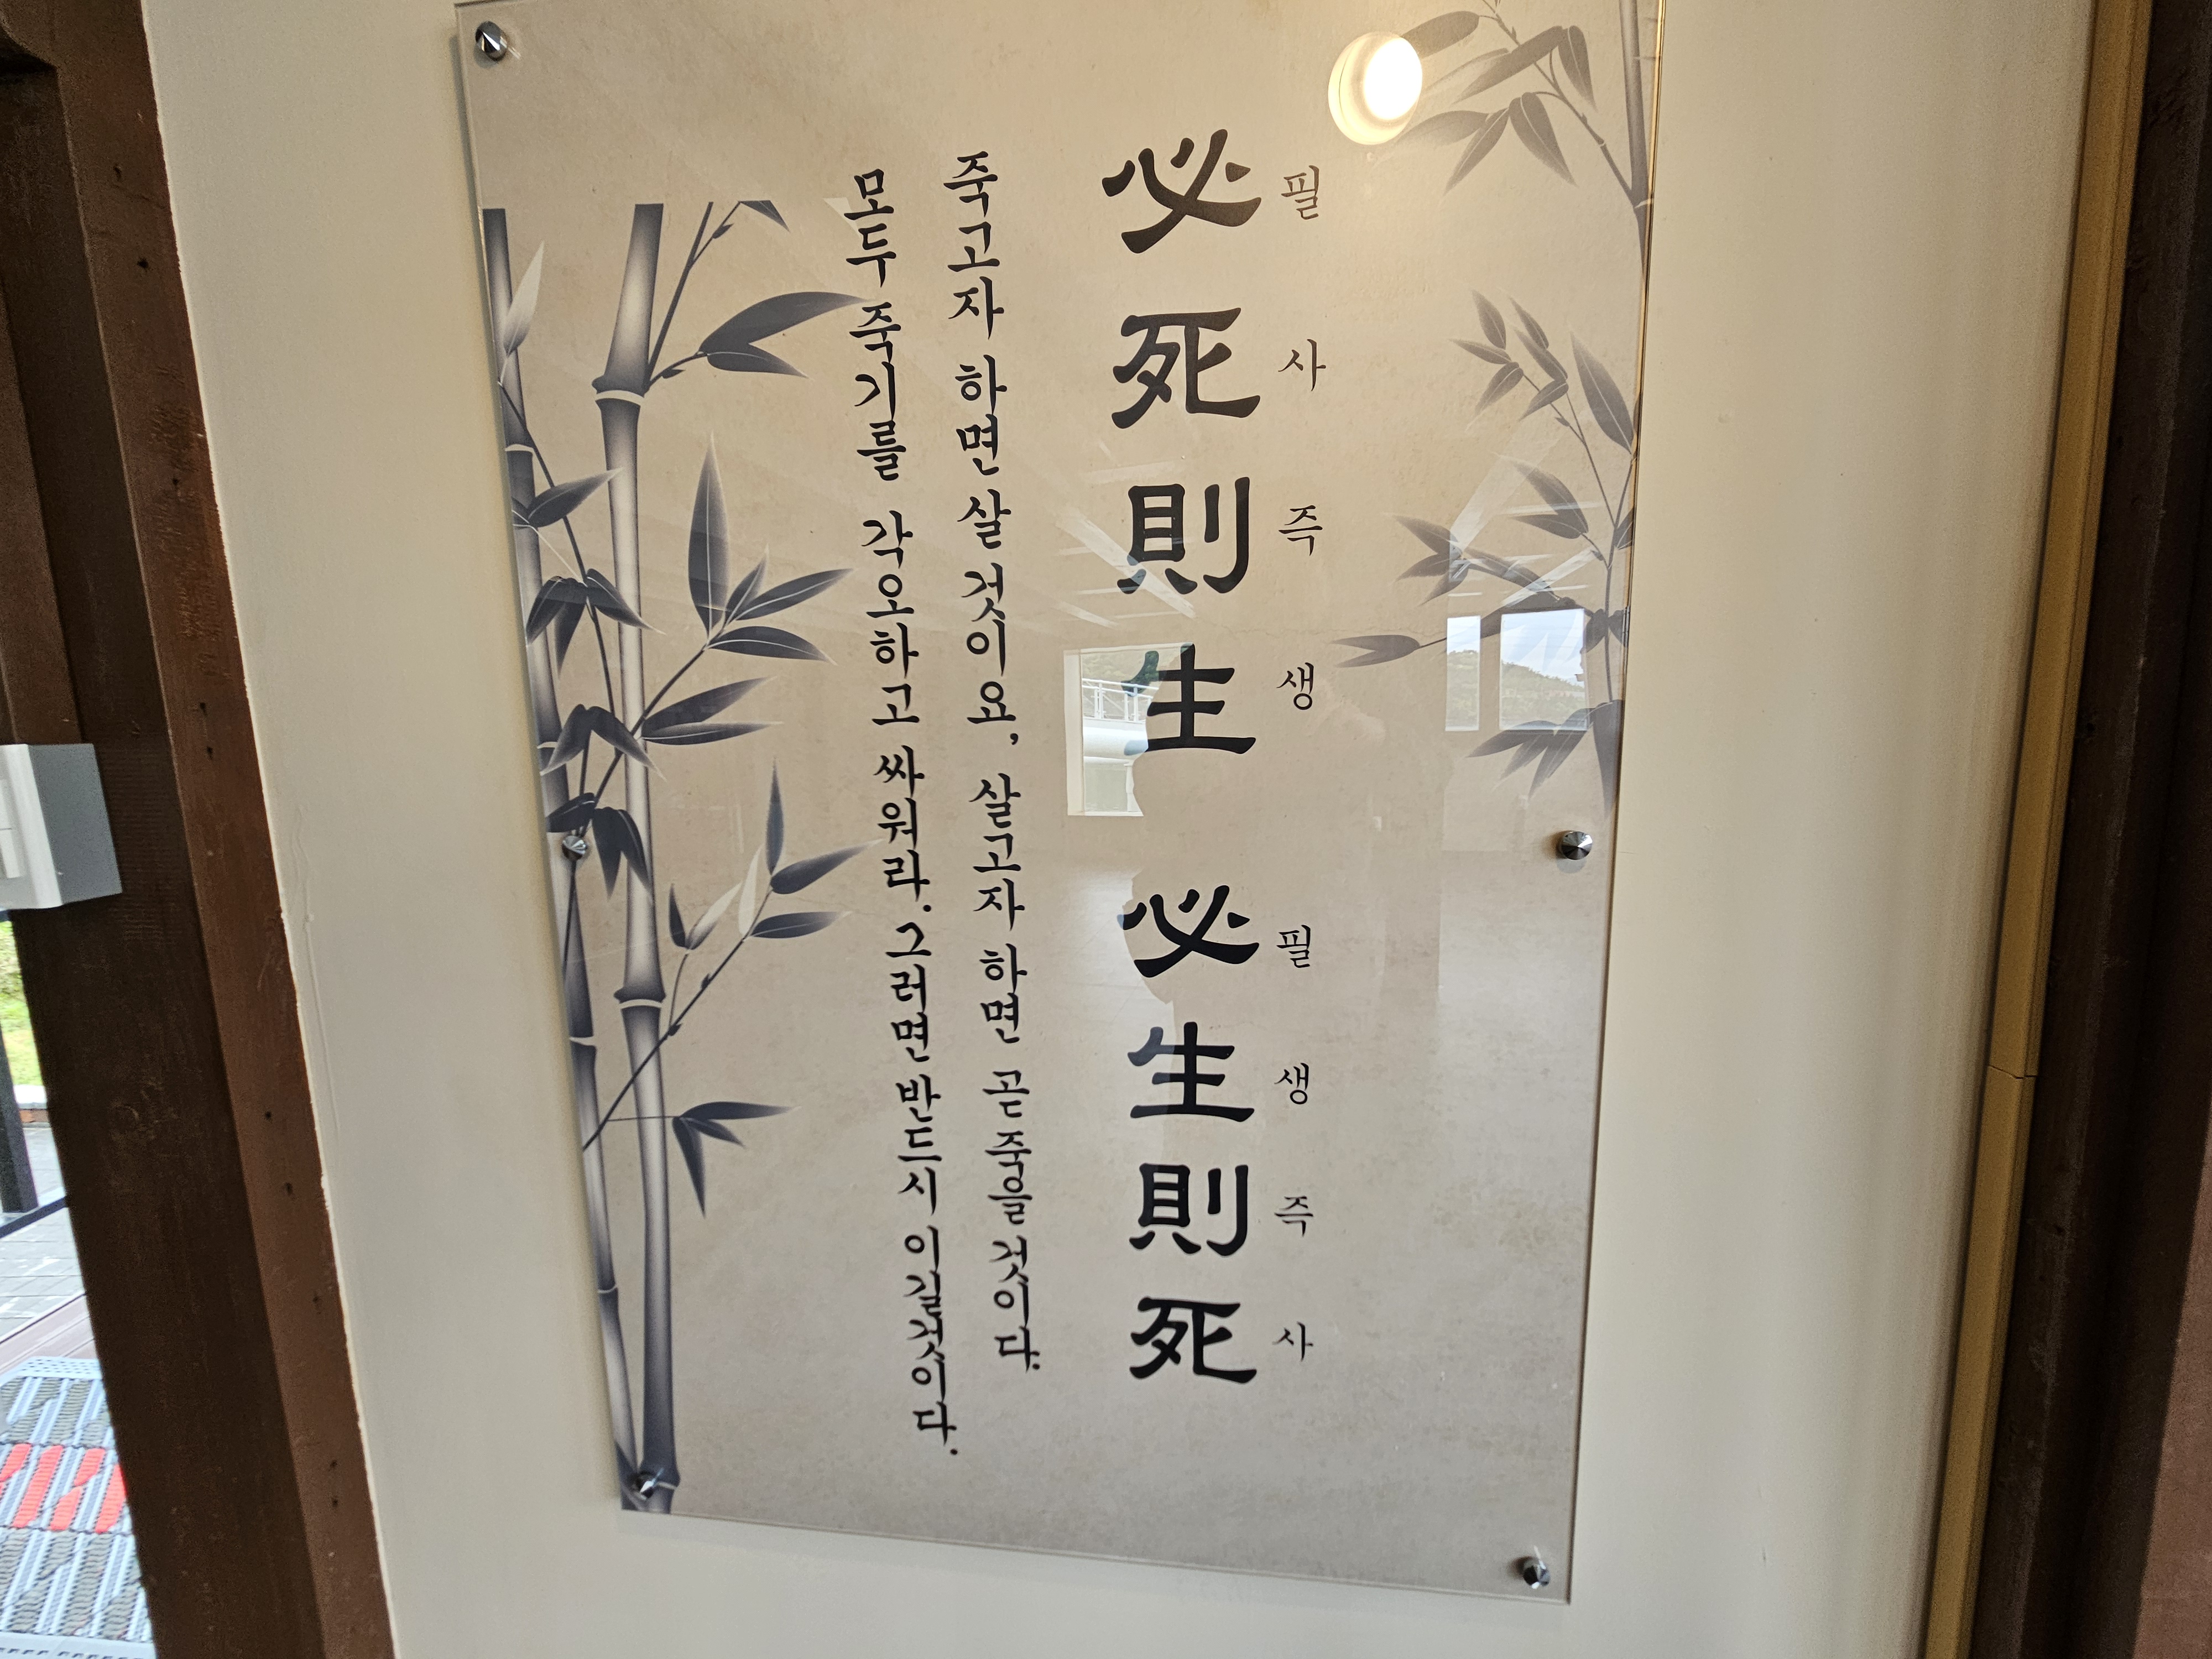 必死則生 必生則死
필사즉생 필생즉사
죽고자 하면 살 것이요, 살고자 하면 곧 죽을 것이다.
모두 죽기를 각오하고 싸워라. 그러면 반드시 이길것이다.